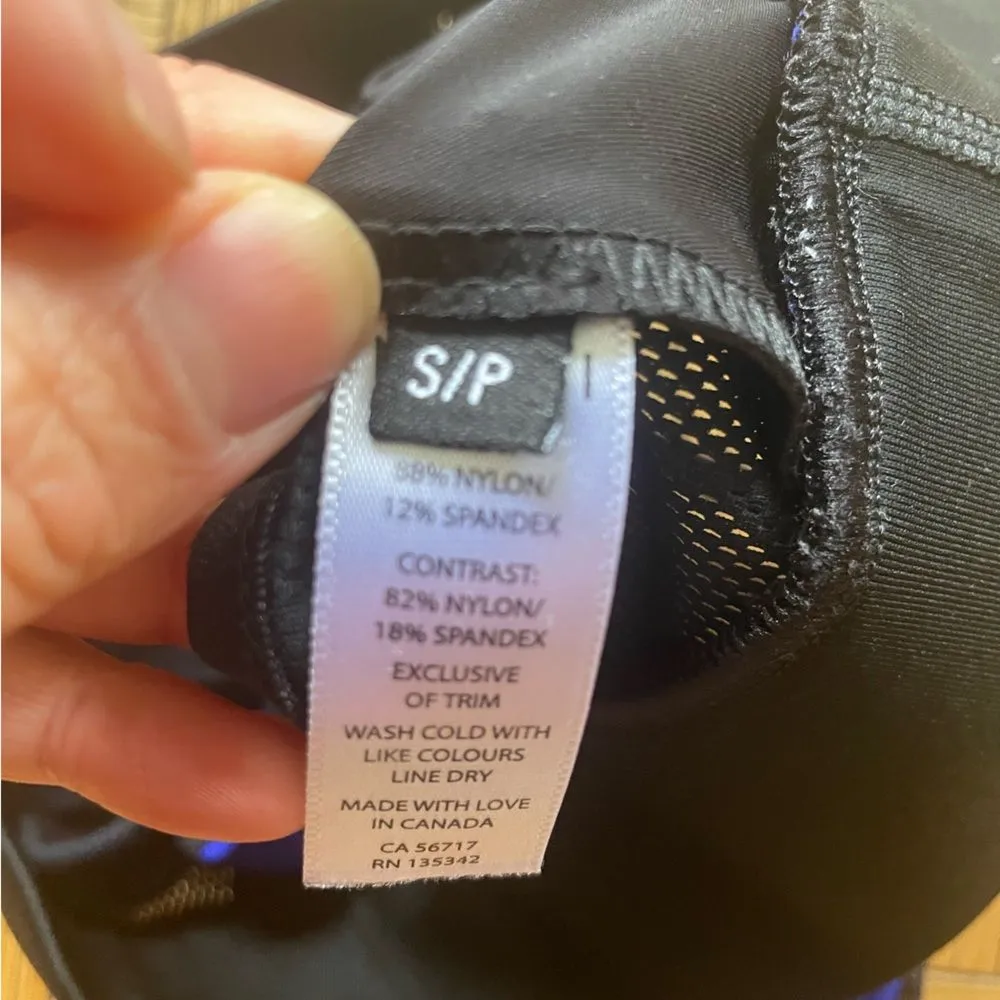 S/P
88% NYLON/
12% SPANDEX
CONTRAST:
82% NYLON/
18% SPANDEX
EXCLUSIVE
OF TRIM
WASH COLD WITH
LIKE COLOURS
LINE DRY
MADE WITH LOVE
IN CANADA
CA 56717
RN 135342